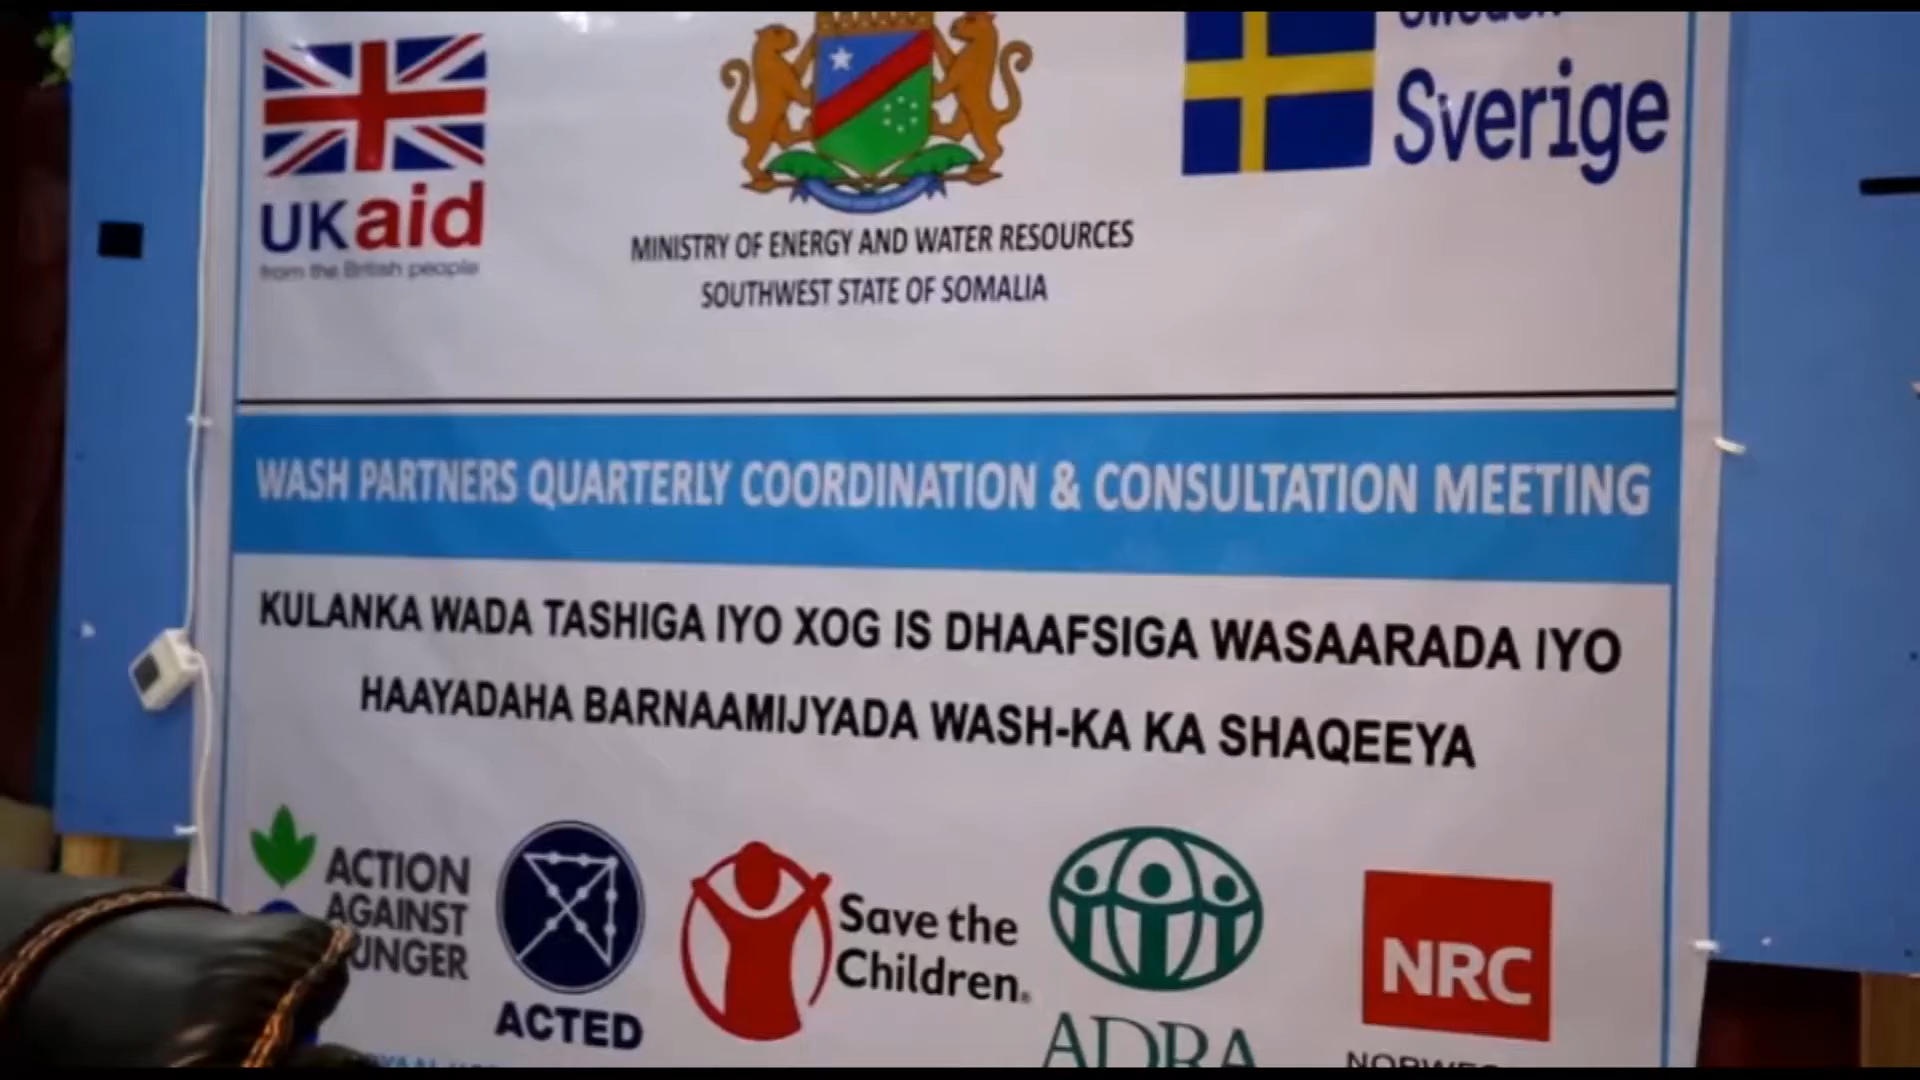 Sverige
UKaid
from the British people
MINISTRY OF ENERGY AND WATER RESOURCES
SOUTHWEST STATE OF SOMALIA
WASH PARTNERS QUARTERLY COORDINATION & CONSULTATION MEETING
KULANKA WADA TASHIGA IYO XOG IS DHAAFSIGA WASAARADA IYO
HAAYADAHA BARNAAMIJYADA WASH-KA KA SHAQEEYA
ACTION
AGAINST
HUNGER
ACTED
Save the
Children®
ADRA
NRC